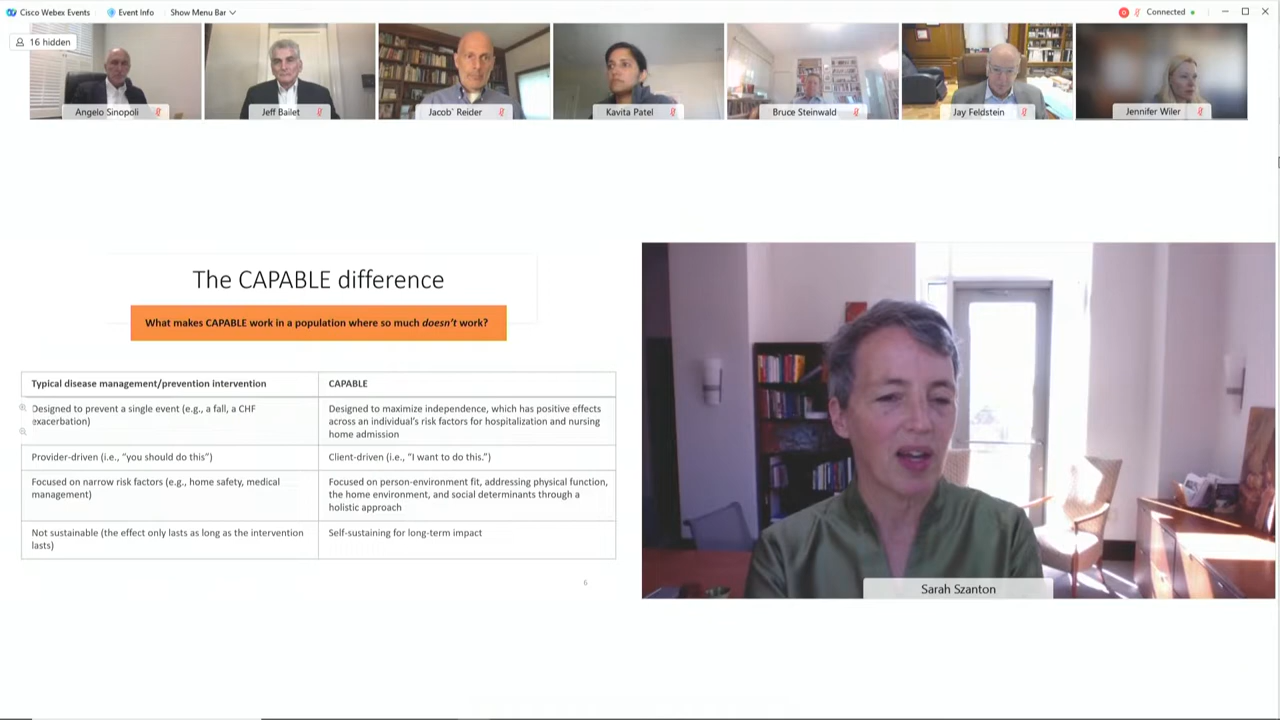 Cisco Webex Events
Event Info
Show Menu Bar
Connected
16 hidden
Angelo Sinopoli
Jeff Bailet
Jacob` Reider
Kavita Patel
Bruce Steinwald
Jay Feldstein
Jennifer Wiler
The CAPABLE difference
What makes CAPABLE work in a population where so much doesn't work?
Typical disease management/prevention intervention
CAPABLE
Designed to prevent a single event (e.g., a fall, a CHF
exacerbation)
Designed to maximize independence, which has positive effects
across an individual's risk factors for hospitalization and nursing
home admission
Provider-driven (i.e., "you should do this")
Client-driven (i.e., "I want to do this.")
Focused on narrow risk factors (e.g., home safety, medical
management)
Focused on person-environment fit, addressing physical function,
the home environment, and social determinants through a
holistic approach
Not sustainable (the effect only lasts as long as the intervention
lasts)
Self-sustaining for long-term impact
6
Sarah Szanton